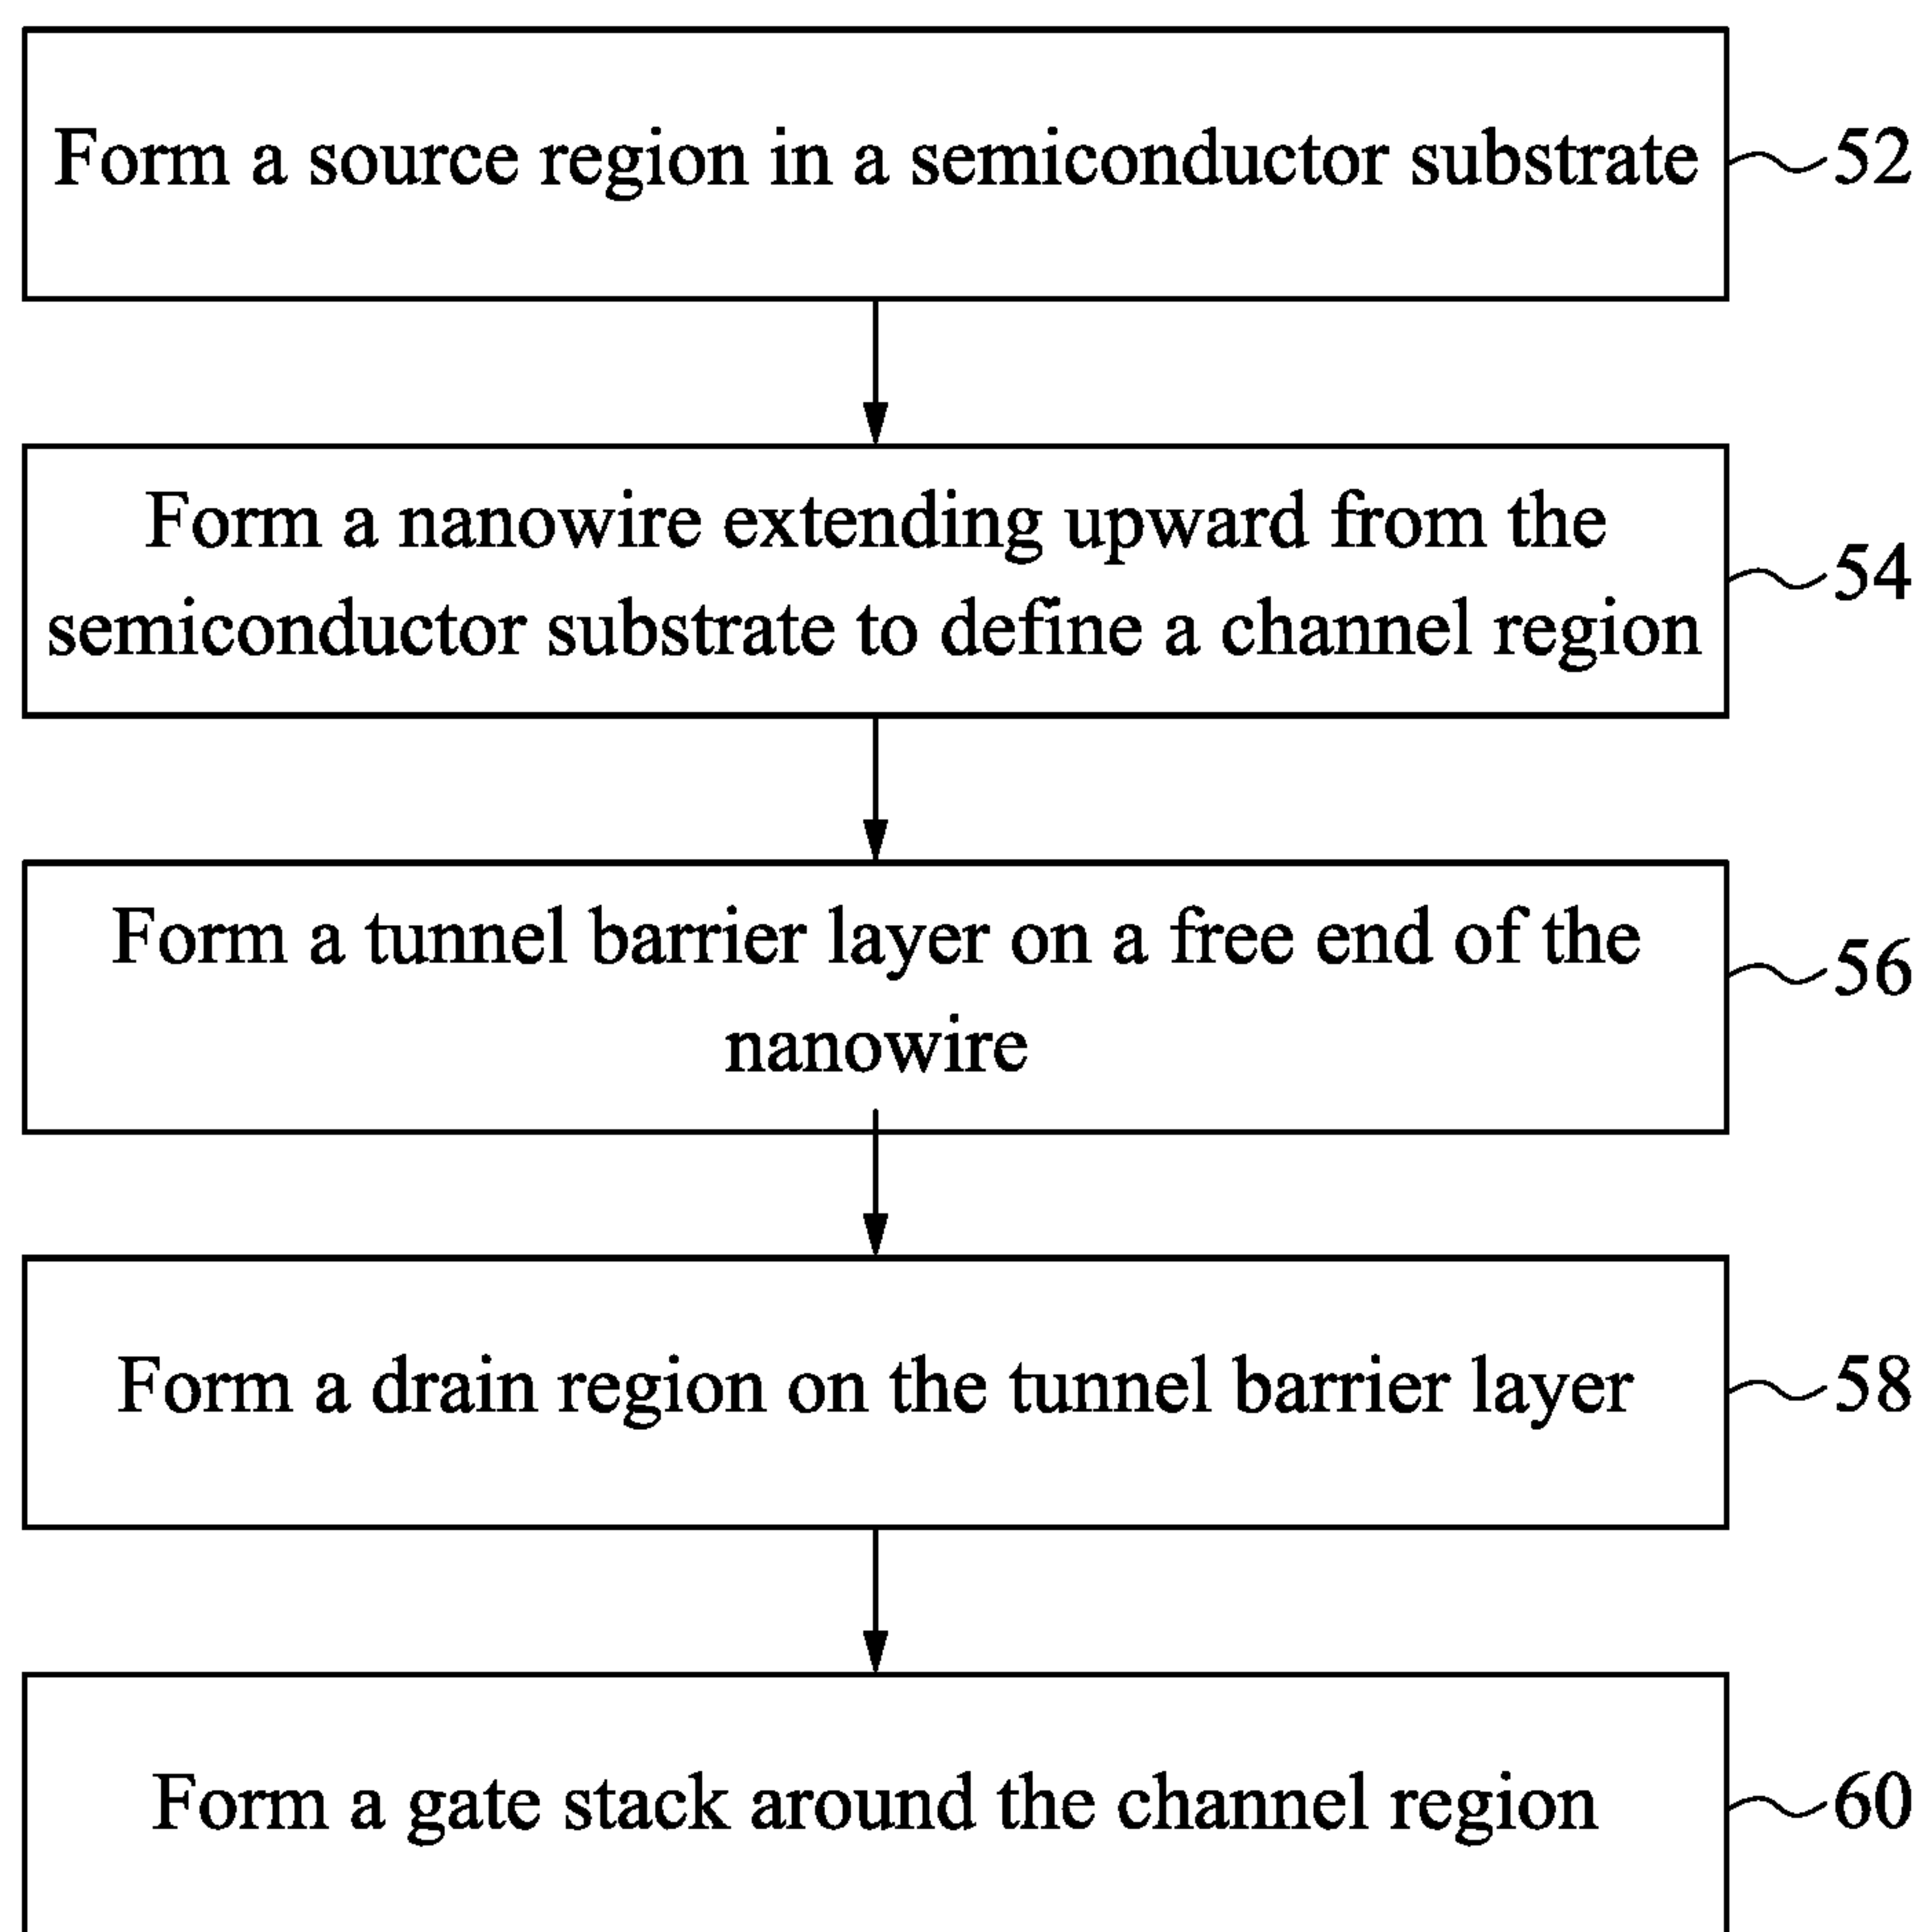 Form a source region in a semiconductor substrate
52
Form a nanowire extending upward from the
semiconductor substrate to define a channel region
54
Form a tunnel barrier layer on a free end of the
nanowire
56
Form a drain region on the tunnel barrier layer
58
Form a gate stack around the channel region
60